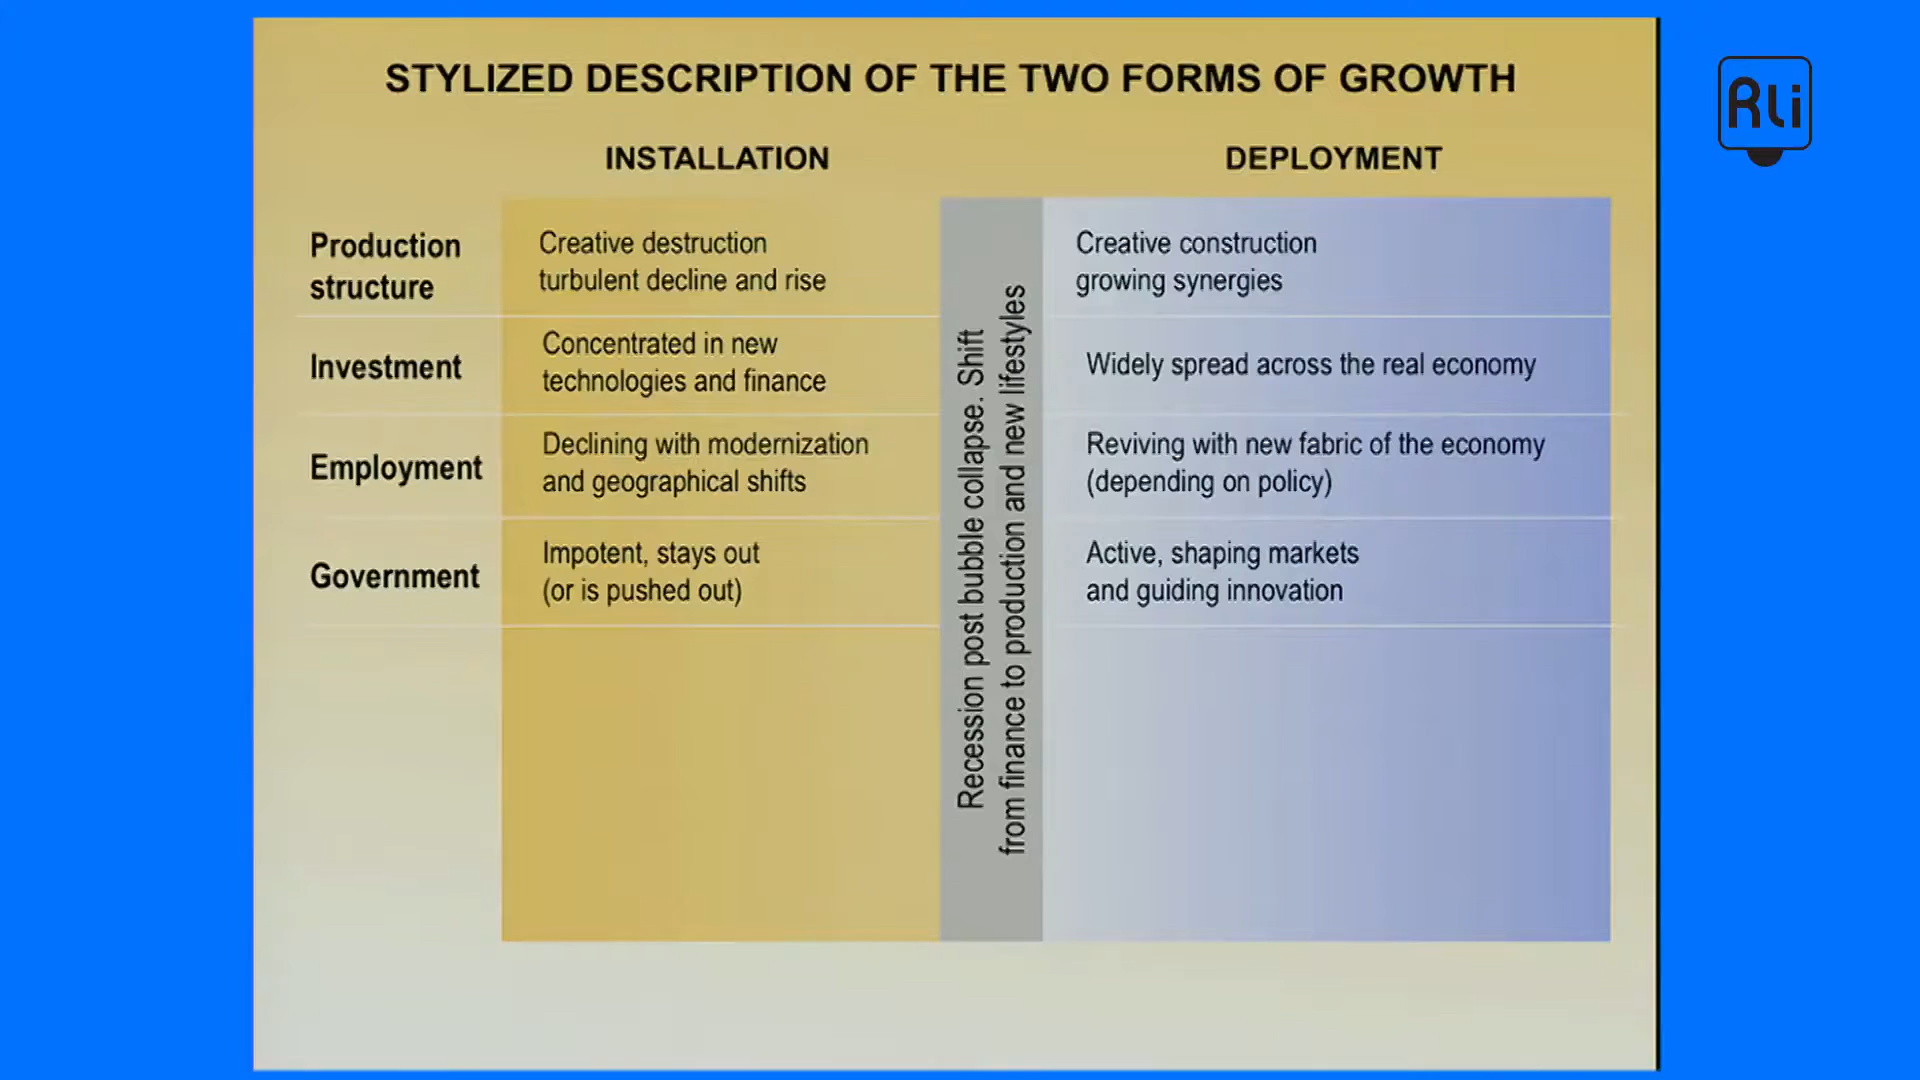 STYLIZED DESCRIPTION OF THE TWO FORMS OF GROWTH
RLi
INSTALLATION
DEPLOYMENT
Production
structure
Creative destruction
turbulent decline and rise
Creative construction
growing synergies
Investment
Concentrated in new
technologies and finance
Widely spread across the real economy
Employment
Declining with modernization
and geographical shifts
Reviving with new fabric of the economy
(depending on policy)
Government
Impotent, stays out
(or is pushed out)
Active, shaping markets
and guiding innovation
Recession post bubble collapse. Shift
from finance to production and new lifestyles